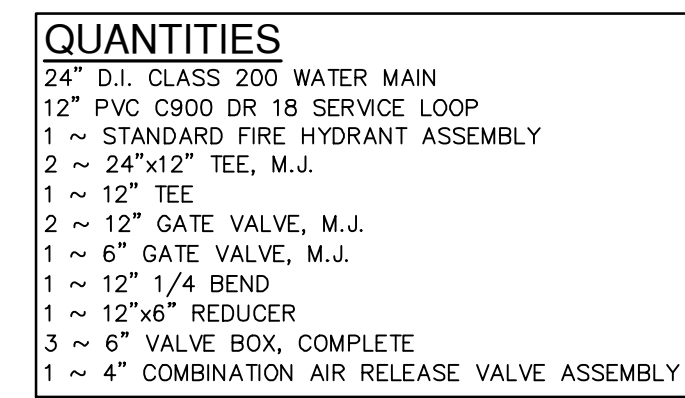 QUANTITIES
24” D.I. CLASS 200 WATER MAIN
12” PVC C900 DR 18 SERVICE LOOP
1 ~ STANDARD FIRE HYDRANT ASSEMBLY
2 ~ 24”x12” TEE, M.J.
1 ~ 12” TEE
2 ~ 12” GATE VALVE, M.J.
1 ~ 6” GATE VALVE, M.J.
1 ~ 12” 1/4 BEND
1 ~ 12”x6” REDUCER
3 ~ 6” VALVE BOX, COMPLETE
1 ~ 4” COMBINATION AIR RELEASE VALVE ASSEMBLY